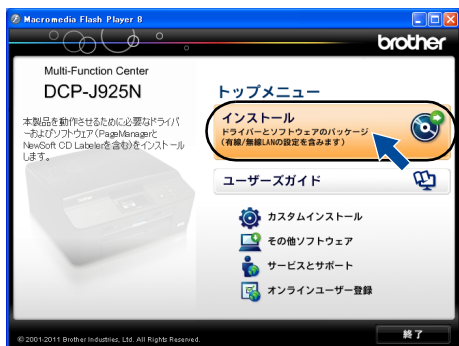 Macromedia Flash Player 8
brother
Multi-Function Center
DCP-J925N
本製品を動作させるために必要なドライバ
ーおよびソフトウェア(PageManagerと
NewSoft CD Labelerを含む)をインストール
します。
トップメニュー
インストール
ドライバーとソフトウェアのパッケージ
(有線/無線LANの設定を含みます)
ユーザーズガイド
カスタムインストール
その他ソフトウェア
サービスとサポート
オンラインユーザー登録
© 2001-2011 Brother Industries, Ltd. All Rights Reserved.
終了